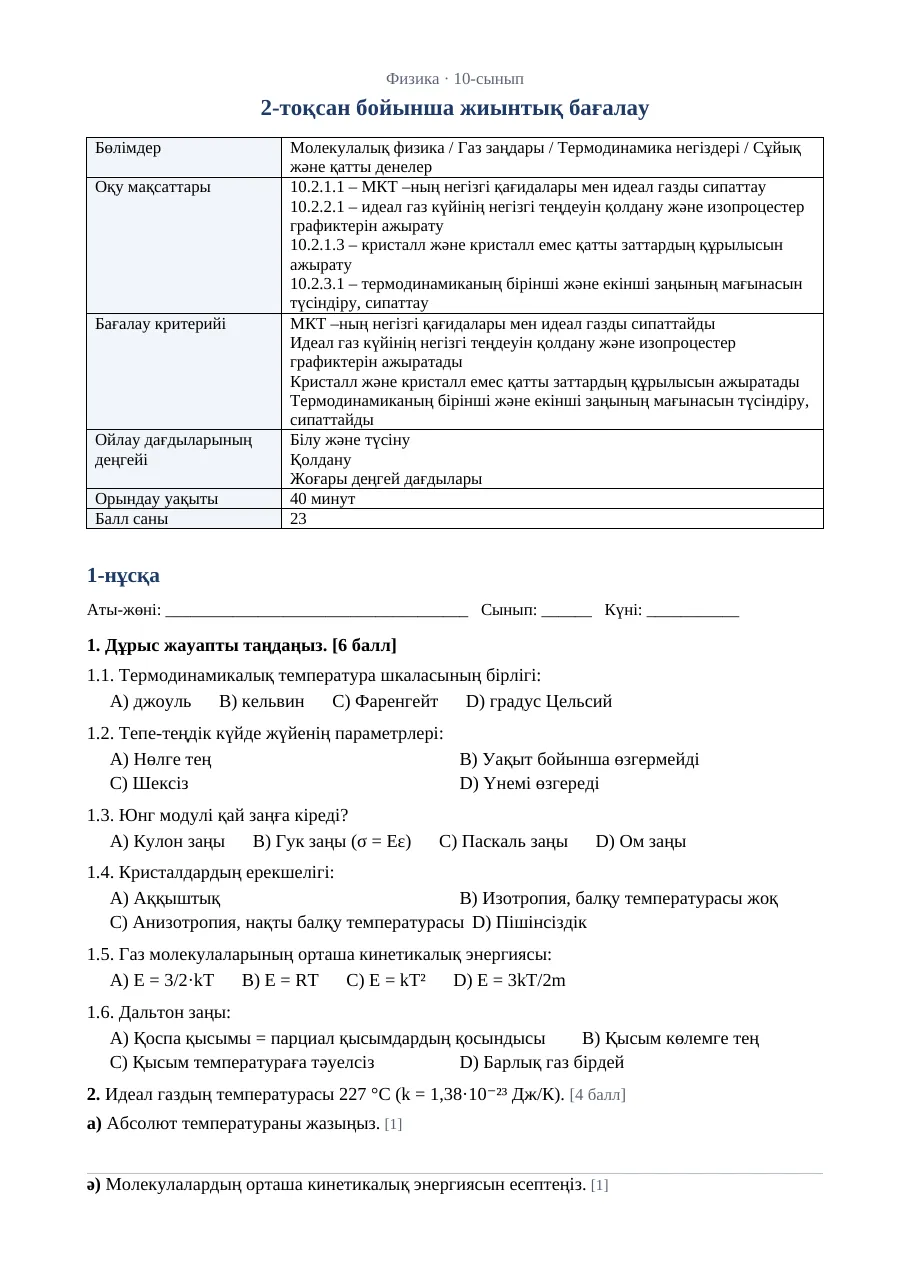 Физика · 10-сынып
2-тоқсан бойынша жиынтық бағалау
Бөлімдер
Молекулалық физика / Газ заңдары / Термодинамика негіздері / Сұйық
және қатты денелер
Оқу мақсаттары
10.2.1.1 – МКТ –ның негізгі қағидалары мен идеал газды сипаттау
10.2.2.1 – идеал газ күйінің негізгі теңдеуін қолдану және изопроцестер
графиктерін ажырату
10.2.1.3 – кристалл және кристалл емес қатты заттардың құрылысын
ажырату
10.2.3.1 – термодинамиканың бірінші және екінші заңының мағынасын
түсіндіру, сипаттау
Бағалау критерийі
МКТ –ның негізгі қағидалары мен идеал газды сипаттайды
Идеал газ күйінің негізгі теңдеуін қолдану және изопроцестер
графиктерін ажыратады
Кристалл және кристалл емес қатты заттардың құрылысын ажыратады
Термодинамиканың бірінші және екінші заңының мағынасын түсіндіру,
сипаттайды
Ойлау дағдыларының
деңгейі
Білу және түсіну
Қолдану
Жоғары деңгей дағдылары
Орындау уақыты
40 минут
Балл саны
23
1-нұсқа
Аты-жөні: ____________________________________ Сынып: ______ Күні: ___________
1. Дұрыс жауапты таңдаңыз. [6 балл]
1.1. Термодинамикалық температура шкаласының бірлігі:
A) джоуль B) кельвин C) Фаренгейт D) градус Цельсий
1.2. Тепе-теңдік күйде жүйенің параметрлері:
A) Нөлге тең B) Уақыт бойынша өзгермейді
C) Шексіз D) Үнемі өзгереді
1.3. Юнг модулі қай заңға кіреді?
A) Кулон заңы B) Гук заңы (σ = Eε) C) Паскаль заңы D) Ом заңы
1.4. Кристалдардың ерекшелігі:
A) Аққыштық B) Изотропия, балқу температурасы жоқ
C) Анизотропия, нақты балқу температурасы D) Пішінсіздік
1.5. Газ молекулаларының орташа кинетикалық энергиясы:
A) E = 3/2·kT B) E = RT C) E = kT² D) E = 3kT/2m
1.6. Дальтон заңы:
A) Қоспа қысымы = парциал қысымдардың қосындысы B) Қысым көлемге тең
C) Қысым температураға тәуелсіз D) Барлық газ бірдей
2. Идеал газдың температурасы 227 °C (k = 1,38·10⁻²³ Дж/К). [4 балл]
а) Абсолют температураны жазыңыз. [1]
ә) Молекулалардың орташа кинетикалық энергиясын есептеңіз. [1]